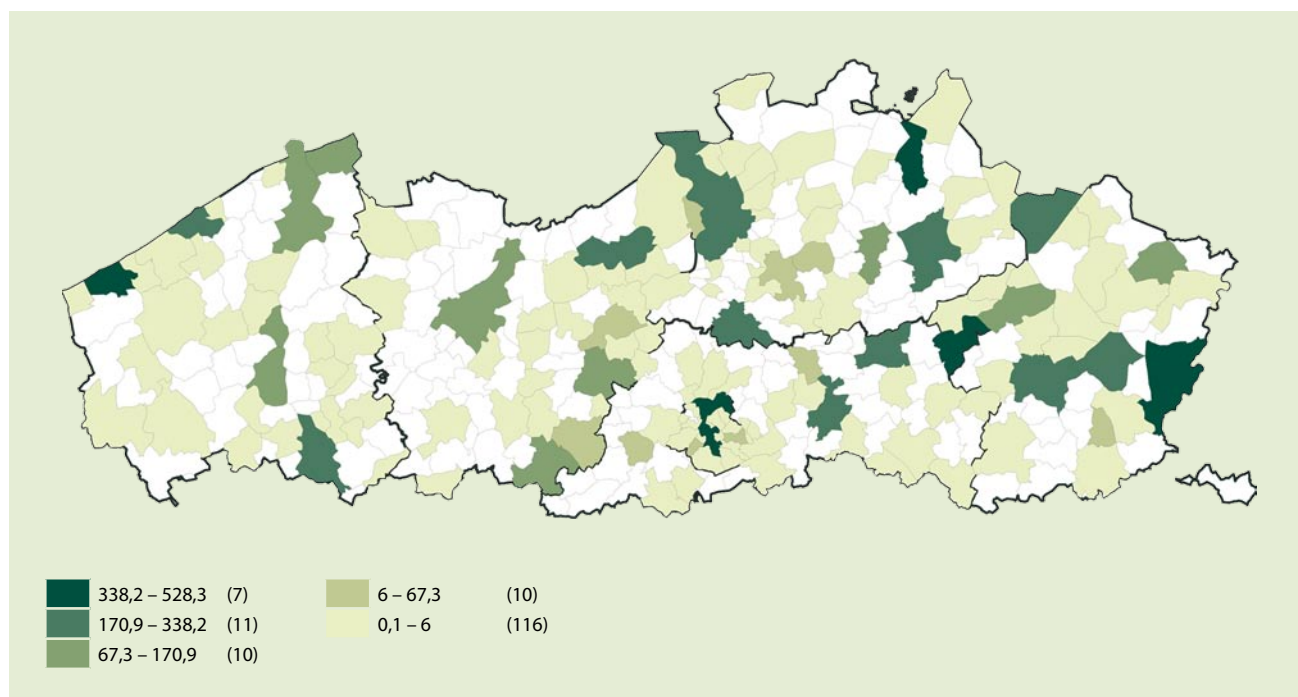 338,2 – 528,3 (7)
170,9 – 338,2 (11)
67,3 – 170,9 (10)
6 – 67,3 (10)
0,1 – 6 (116)